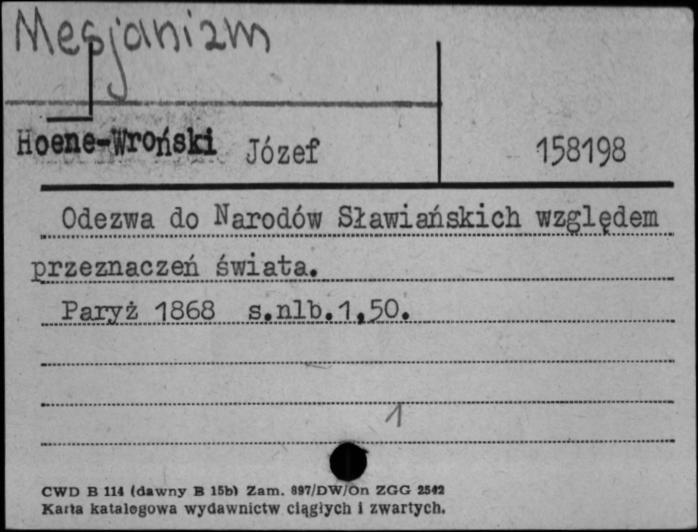 Mesjanizm
Hoene-Wroński Józef
158198
Odezwa do Narodów Sławiańskich względem
przeznaczeń świata.
Paryż 1868 s.nlb.1,50.
1
CWD B 114 (dawny B 15b) Zam. 897/DW/On ZGG 2542
Karta katalogowa wydawnictw ciągłych i zwartych.